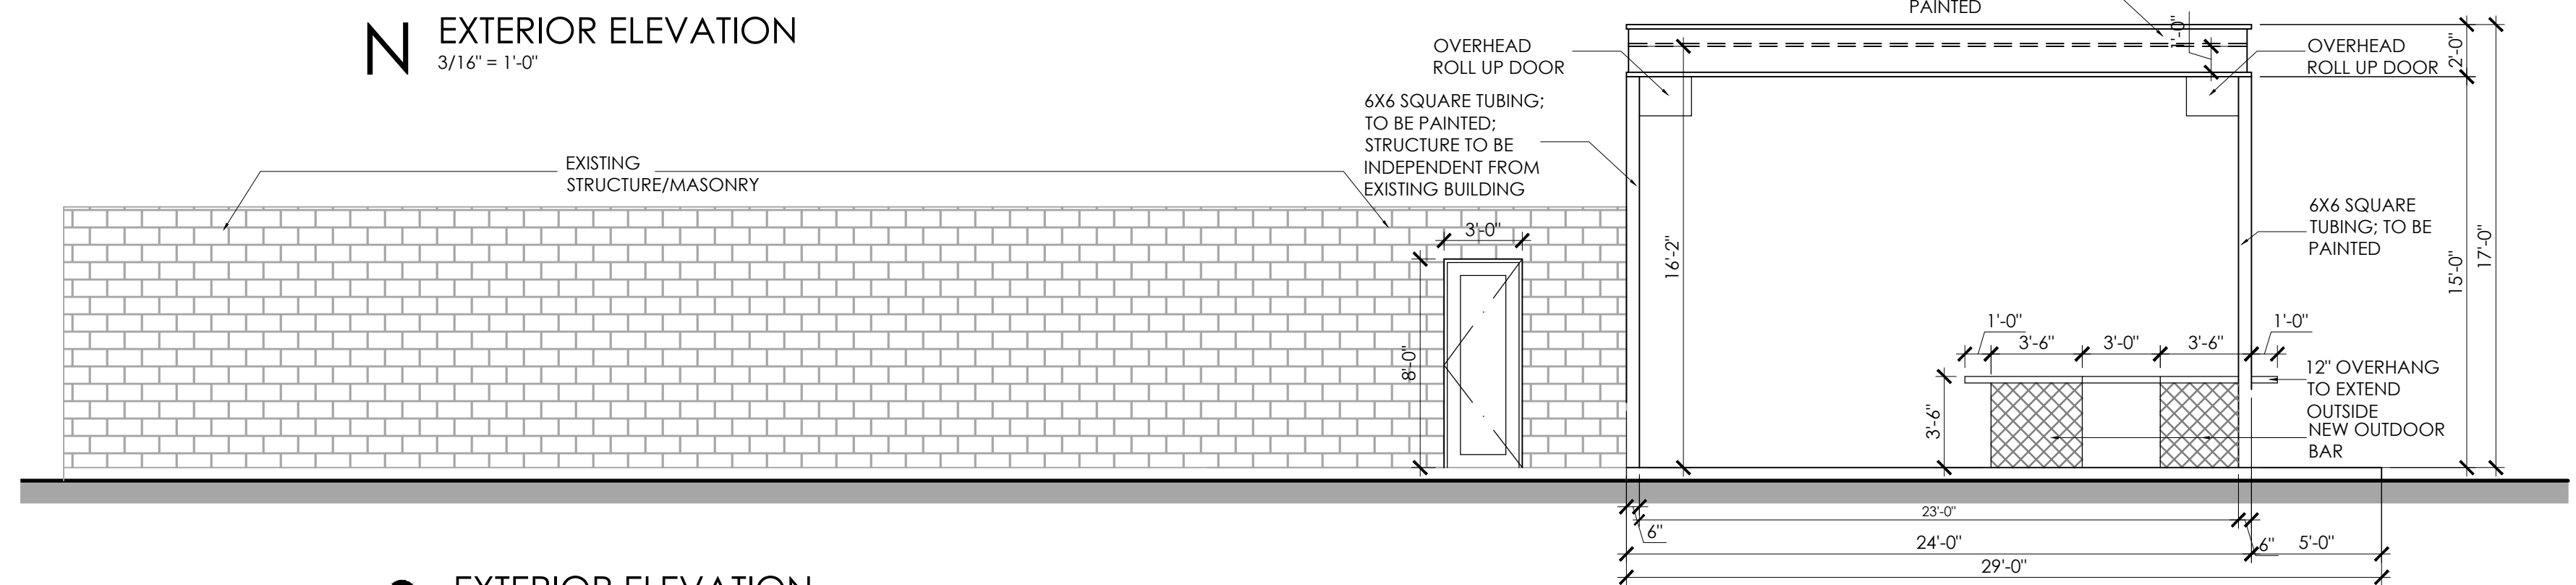 N
EXTERIOR ELEVATION
3/16" = 1'-0"
PAINTED
1'-0"
OVERHEAD
ROLL UP DOOR
OVERHEAD
ROLL UP DOOR
2'-0"
6X6 SQUARE TUBING;
TO BE PAINTED;
STRUCTURE TO BE
INDEPENDENT FROM
EXISTING BUILDING
EXISTING
STRUCTURE/MASONRY
3'-0"
8'-0"
16'-2"
6X6 SQUARE
TUBING; TO BE
PAINTED
15'-0"
17'-0"
1'-0"
3'-6"
3'-0"
3'-6"
1'-0"
3'-6"
12" OVERHANG
TO EXTEND
OUTSIDE
NEW OUTDOOR
BAR
6"
23'-0"
6"
24'-0"
5'-0"
29'-0"
EXTERIOR ELEVATION